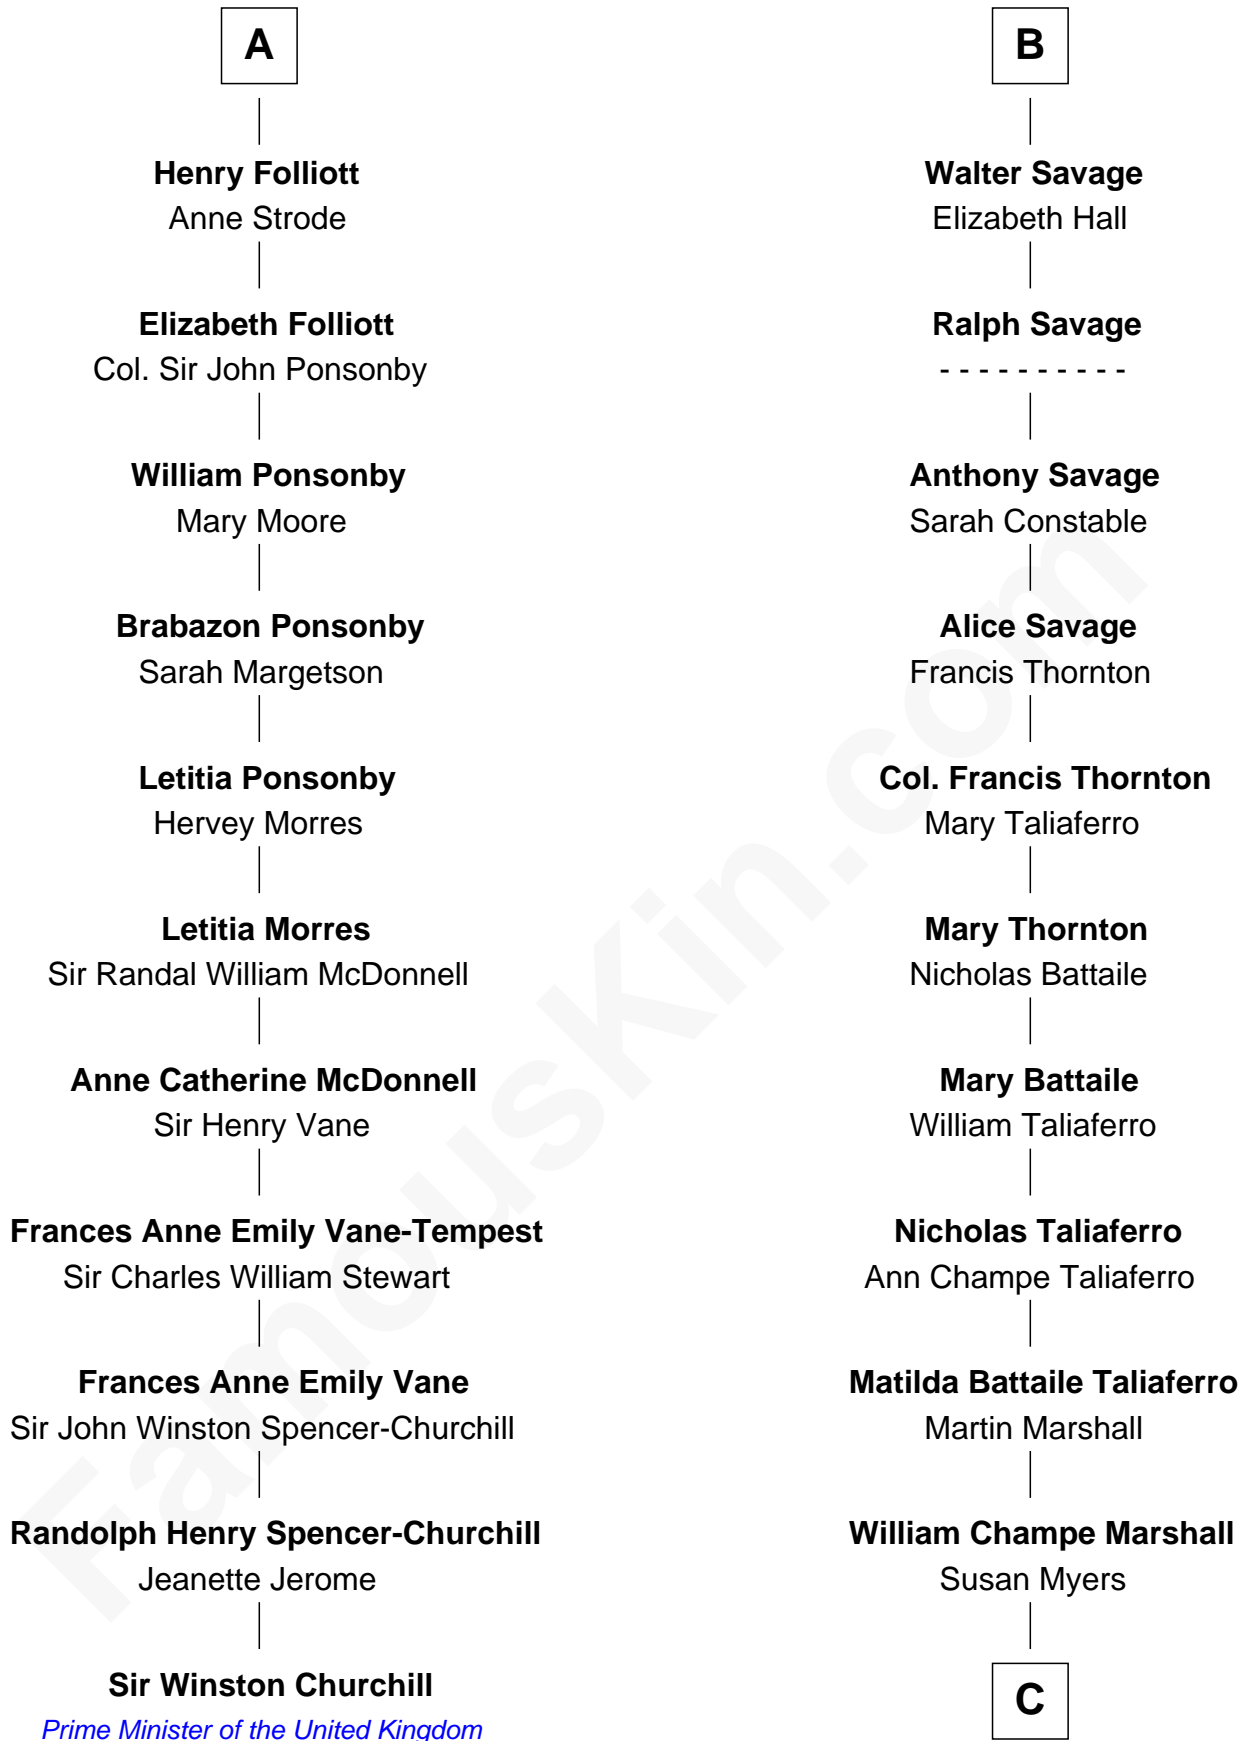 A
Henry Folliott
Anne Strode
Elizabeth Folliott
Col. Sir John Ponsonby
William Ponsonby
Mary Moore
Brabazon Ponsonby
Sarah Margetson
Letitia Ponsonby
Hervey Morres
Letitia Morres
Sir Randal William McDonnell
Anne Catherine McDonnell
Sir Henry Vane
Frances Anne Emily Vane-Tempest
Sir Charles William Stewart
Frances Anne Emily Vane
Sir John Winston Spencer-Churchill
Randolph Henry Spencer-Churchill
Jeanette Jerome
Sir Winston Churchill
Prime Minister of the United Kingdom
B
Walter Savage
Elizabeth Hall
Ralph Savage
- - - - - - - - - -
Anthony Savage
Sarah Constable
Alice Savage
Francis Thornton
Col. Francis Thornton
Mary Taliaferro
Mary Thornton
Nicholas Battaile
Mary Battaile
William Taliaferro
Nicholas Taliaferro
Ann Champe Taliaferro
Matilda Battaile Taliaferro
Martin Marshall
William Champe Marshall
Susan Myers
C
FamousKin.com